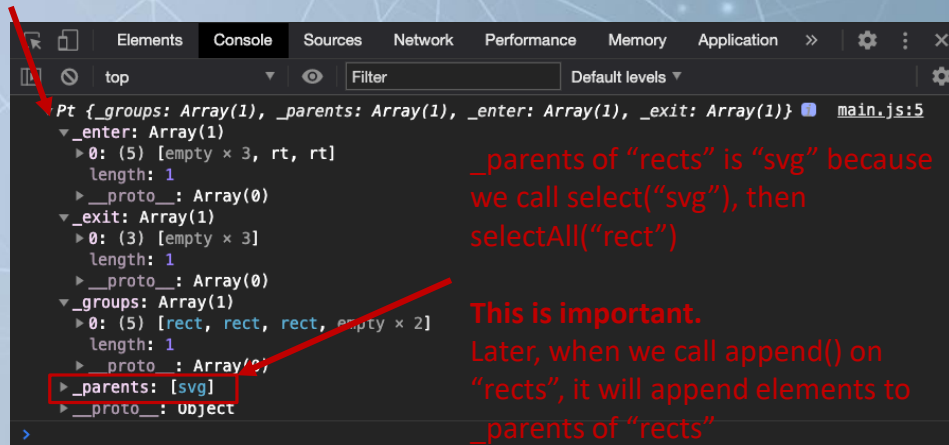 Elements Console Sources Network Performance Memory Application »
top Filter Default levels
Pt {_groups: Array(1), _parents: Array(1), _enter: Array(1), _exit: Array(1)} main.js:5
_enter: Array(1)
0: (5) [empty × 3, rt, rt]
length: 1
__proto__: Array(0)
_exit: Array(1)
0: (3) [empty × 3]
length: 1
__proto__: Array(0)
_groups: Array(1)
0: (5) [rect, rect, rect, empty × 2]
length: 1
__proto__: Array(0)
_parents: [svg]
__proto__: Object
_parents of “rects” is “svg” because
we call select(“svg”), then
selectAll(“rect”)
This is important.
Later, when we call append() on
“rects”, it will append elements to
_parents of “rects”